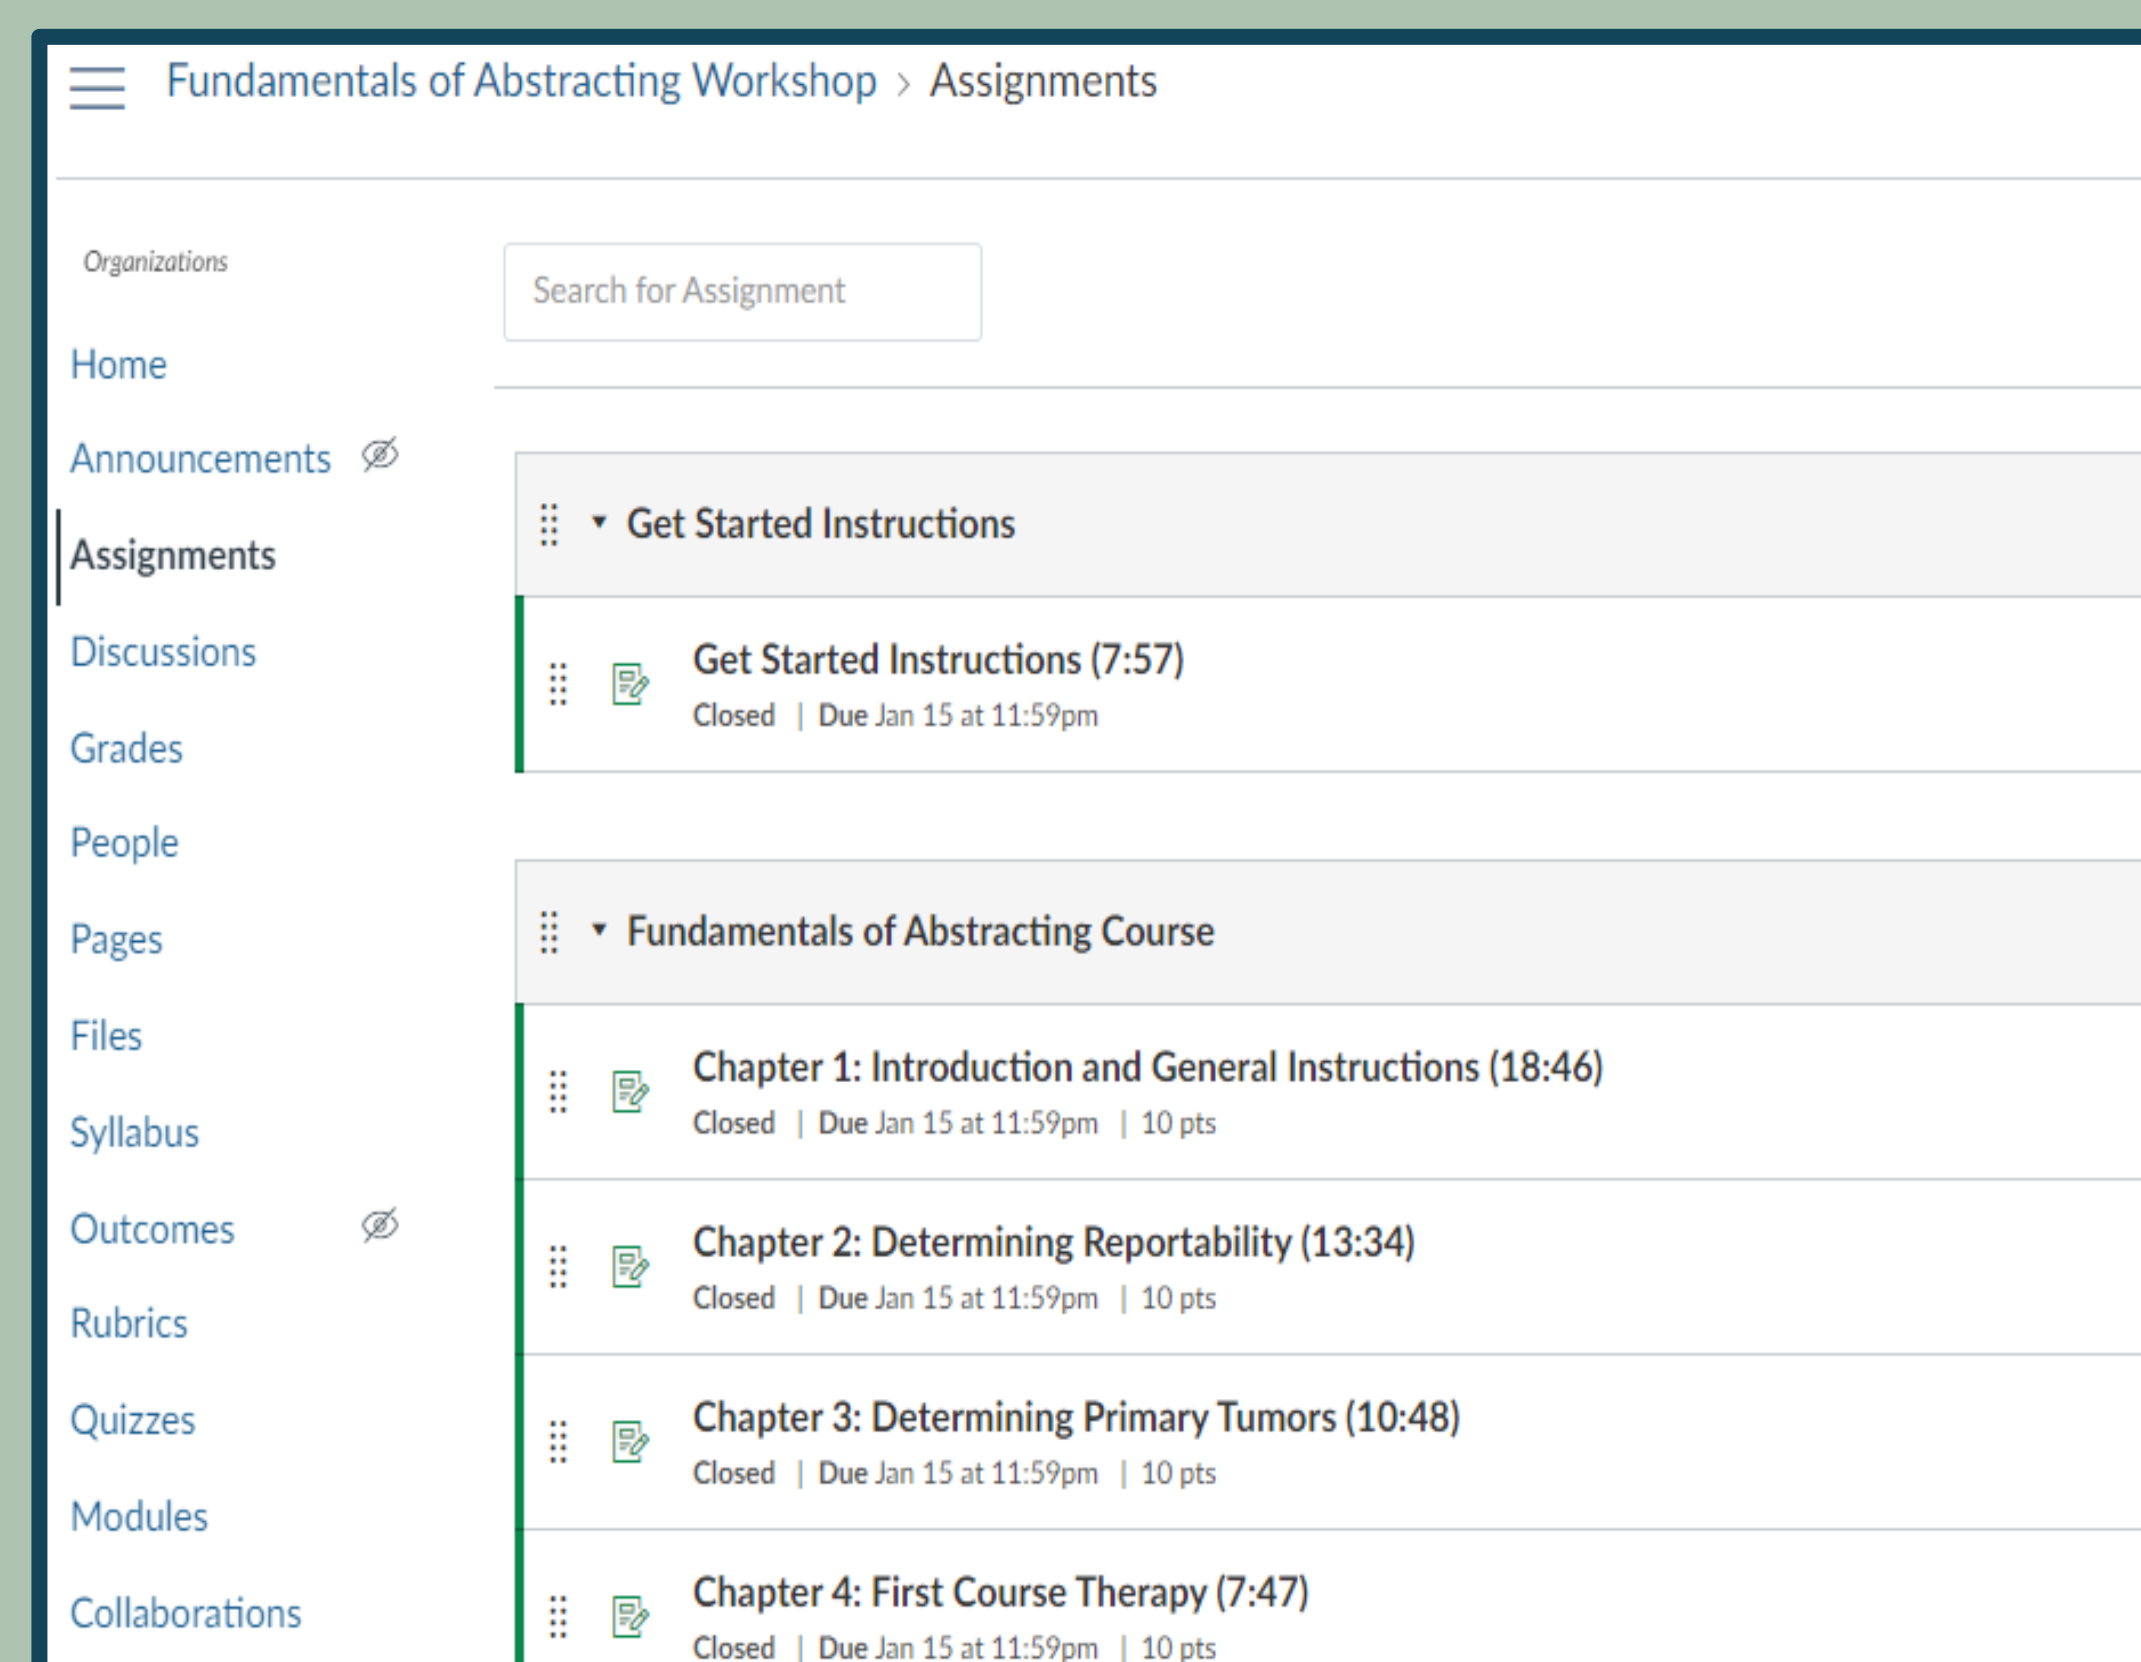 Fundamentals of Abstracting Workshop > Assignments
Organizations
Home
Announcements
Assignments
Discussions
Grades
People
Pages
Files
Syllabus
Outcomes
Rubrics
Quizzes
Modules
Collaborations
Search for Assignment
Get Started Instructions
Get Started Instructions (7:57)
Closed | Due Jan 15 at 11:59pm
Fundamentals of Abstracting Course
Chapter 1: Introduction and General Instructions (18:46)
Closed | Due Jan 15 at 11:59pm | 10 pts
Chapter 2: Determining Reportability (13:34)
Closed | Due Jan 15 at 11:59pm | 10 pts
Chapter 3: Determining Primary Tumors (10:48)
Closed | Due Jan 15 at 11:59pm | 10 pts
Chapter 4: First Course Therapy (7:47)
Closed | Due Jan 15 at 11:59pm | 10 pts